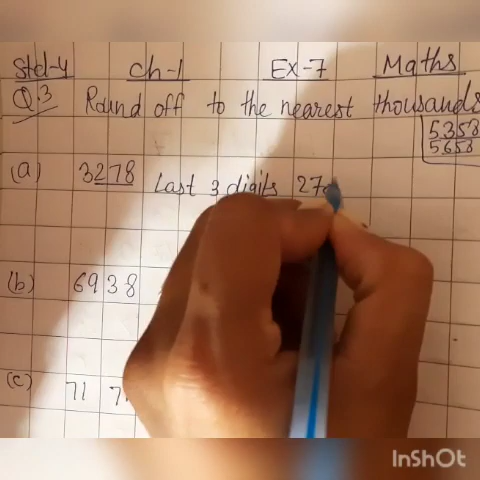 Std-4 Ch-1 Ex-7 Maths
Q.3 Round off to the nearest thousands
5358
5658
(a) 3278 Last 3 digits 27
(b) 6938
(c) 71
InShOt